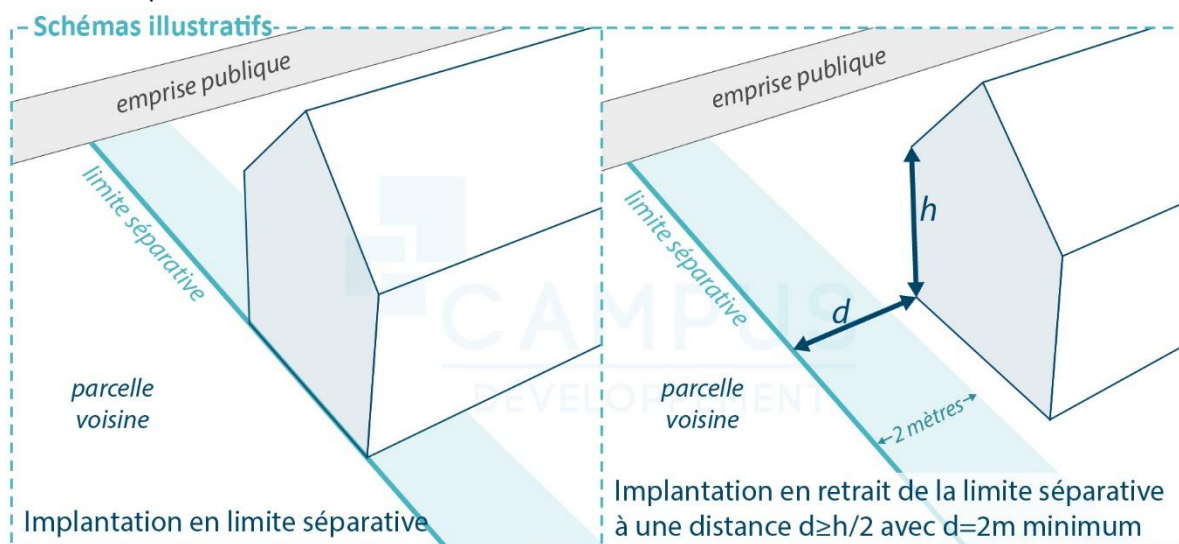 Schémas illustratifs
emprise publique
limite séparative
parcelle
voisine
Implantation en limite séparative
emprise publique
limite séparative
h
d
parcelle
voisine
2 mètres
Implantation en retrait de la limite séparative
à une distance d≥h/2 avec d=2m minimum
CAMPUS
DEVELOPPEMENT